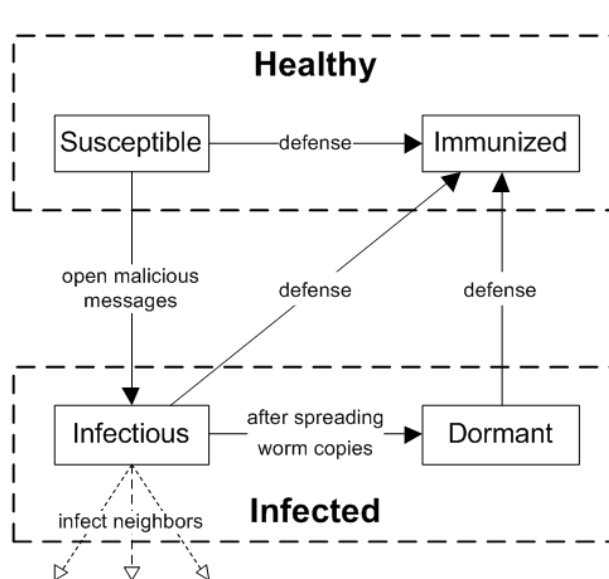 Healthy
Susceptible
defense
Immunized
open malicious
messages
defense
defense
Infectious
after spreading
worm copies
Dormant
infect neighbors
Infected